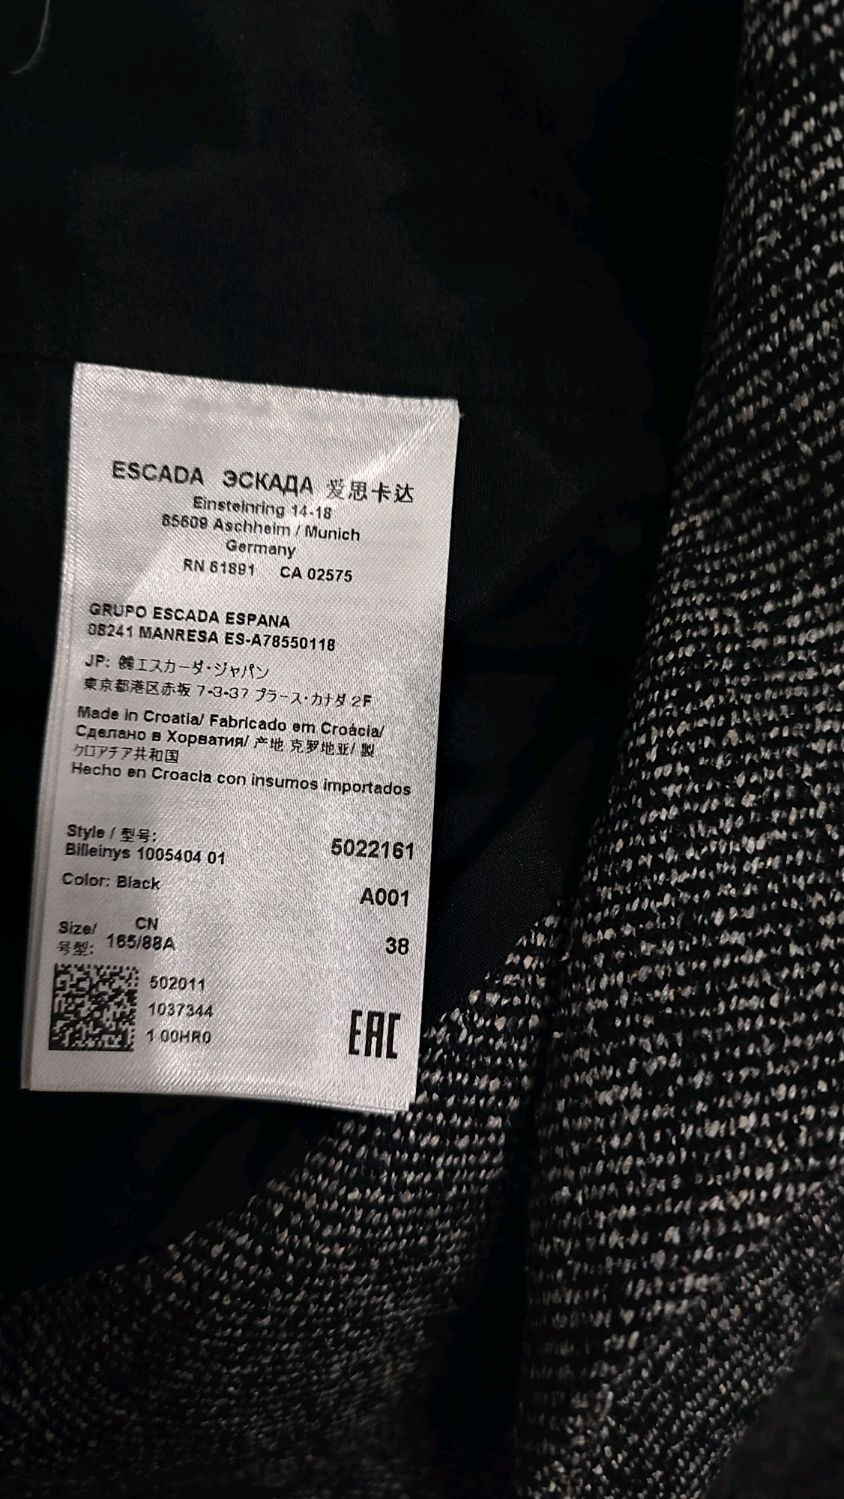 ESCADA ЭСКАДА 爱思卡达
Einsteinring 14-18
85609 Aschheim / Munich
Germany
RN 61891 CA 02575
GRUPO ESCADA ESPANA
08241 MANRESA ES-A78550118
JP: ㈱エスカーダ・ジャパン
東京都港区赤坂 7-3-37 プラース・カナダ 2F
Made in Croatia/ Fabricado em Croácia/
Сделано в Хорватия/ 产地 克罗地亚/ 製
クロアチア共和国
Hecho en Croacia con insumos importados
Style / 型号:
Billeinys 1005404 01 5022161
Color: Black A001
Size/ CN
号型: 165/88A 38
502011
1037344
1 00HR0
EAC